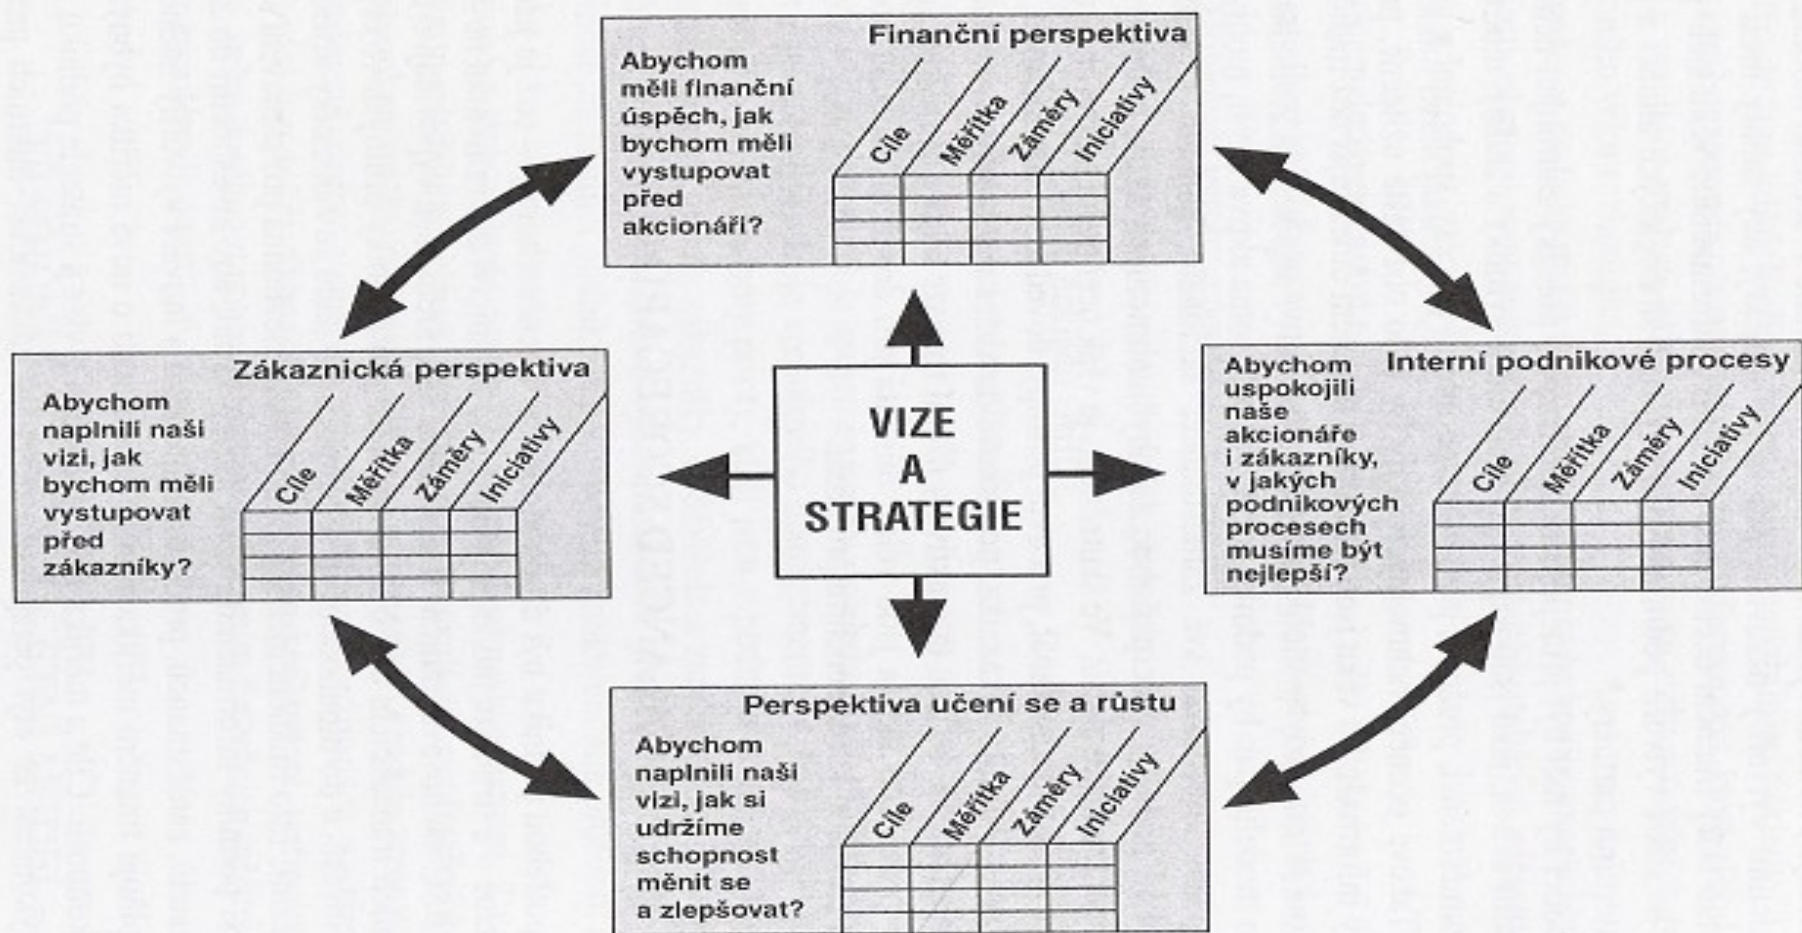 Finanční perspektiva
Abychom
měli finanční
úspěch, jak
bychom měli
vystupovat
před
akcionáři?
Cíle
Měřítka
Záměry
Iniciativy
Zákaznická perspektiva
Abychom
naplnili naši
vizi, jak
bychom měli
vystupovat
před
zákazníky?
Cíle
Měřítka
Záměry
Iniciativy
VIZE
A
STRATEGIE
Interní podnikové procesy
Abychom
uspokojili
naše
akcionáře
i zákazníky,
v jakých
podnikových
procesech
musíme být
nejlepší?
Cíle
Měřítka
Záměry
Iniciativy
Perspektiva učení se a růstu
Abychom
naplnili naši
vizi, jak si
udržíme
schopnost
měnit se
a zlepšovat?
Cíle
Měřítka
Záměry
Iniciativy